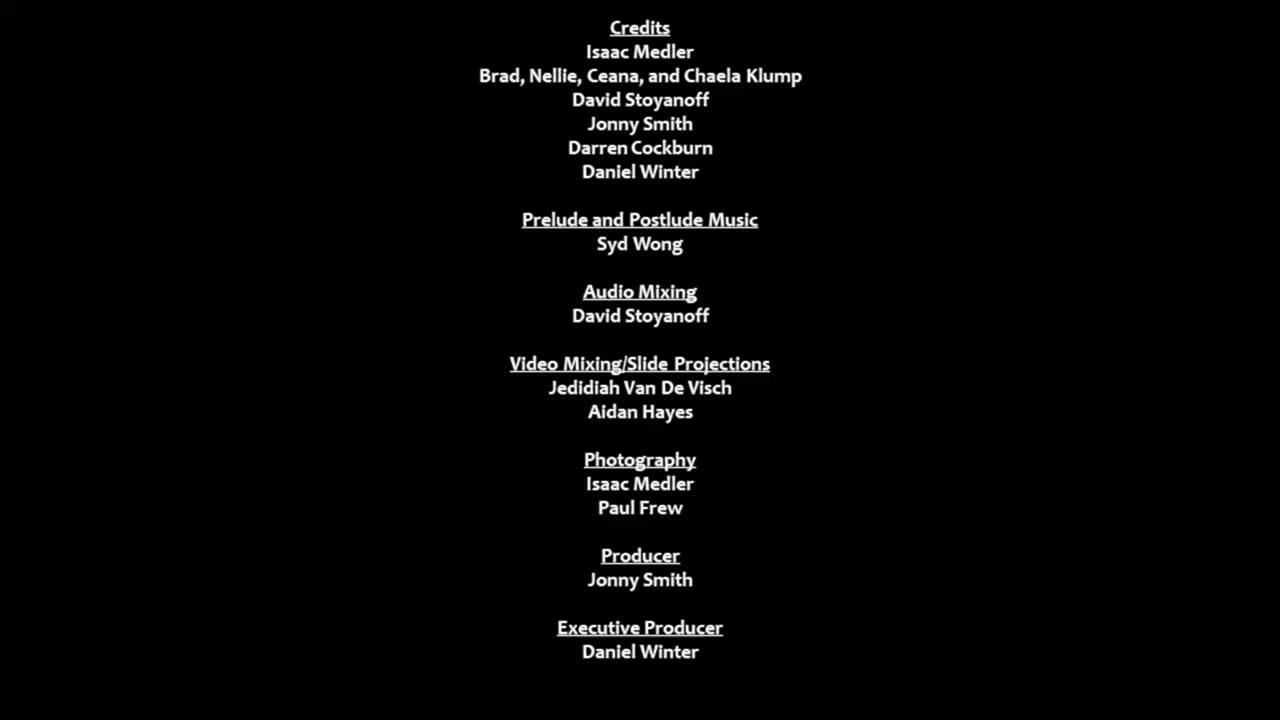 Credits
Isaac Medler
Brad, Nellie, Ceana, and Chaela Klump
David Stoyanoff
Jonny Smith
Darren Cockburn
Daniel Winter
Prelude and Postlude Music
Syd Wong
Audio Mixing
David Stoyanoff
Video Mixing/Slide Projections
Jedidiah Van De Visch
Aidan Hayes
Photography
Isaac Medler
Paul Frew
Producer
Jonny Smith
Executive Producer
Daniel Winter